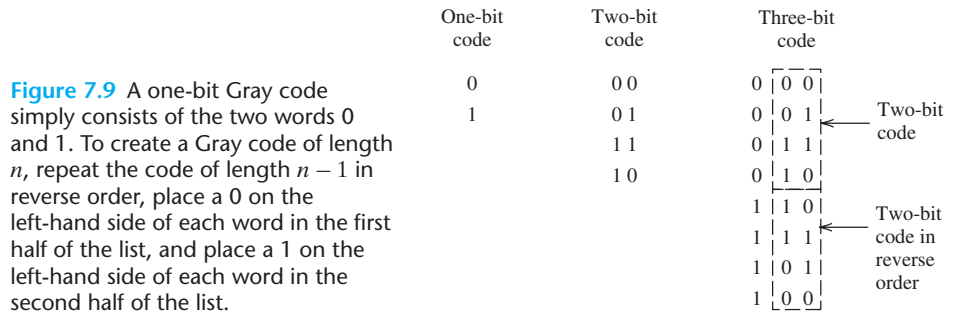 Figure 7.9 A one-bit Gray code
simply consists of the two words 0
and 1. To create a Gray code of length
n, repeat the code of length n − 1 in
reverse order, place a 0 on the
left-hand side of each word in the first
half of the list, and place a 1 on the
left-hand side of each word in the
second half of the list.
One-bit
code
0
1
Two-bit
code
0 0
0 1
1 1
1 0
Three-bit
code
0 0 0
0 0 1
0 1 1
0 1 0
1 1 0
1 1 1
1 0 1
1 0 0
Two-bit
code
Two-bit
code in
reverse
order